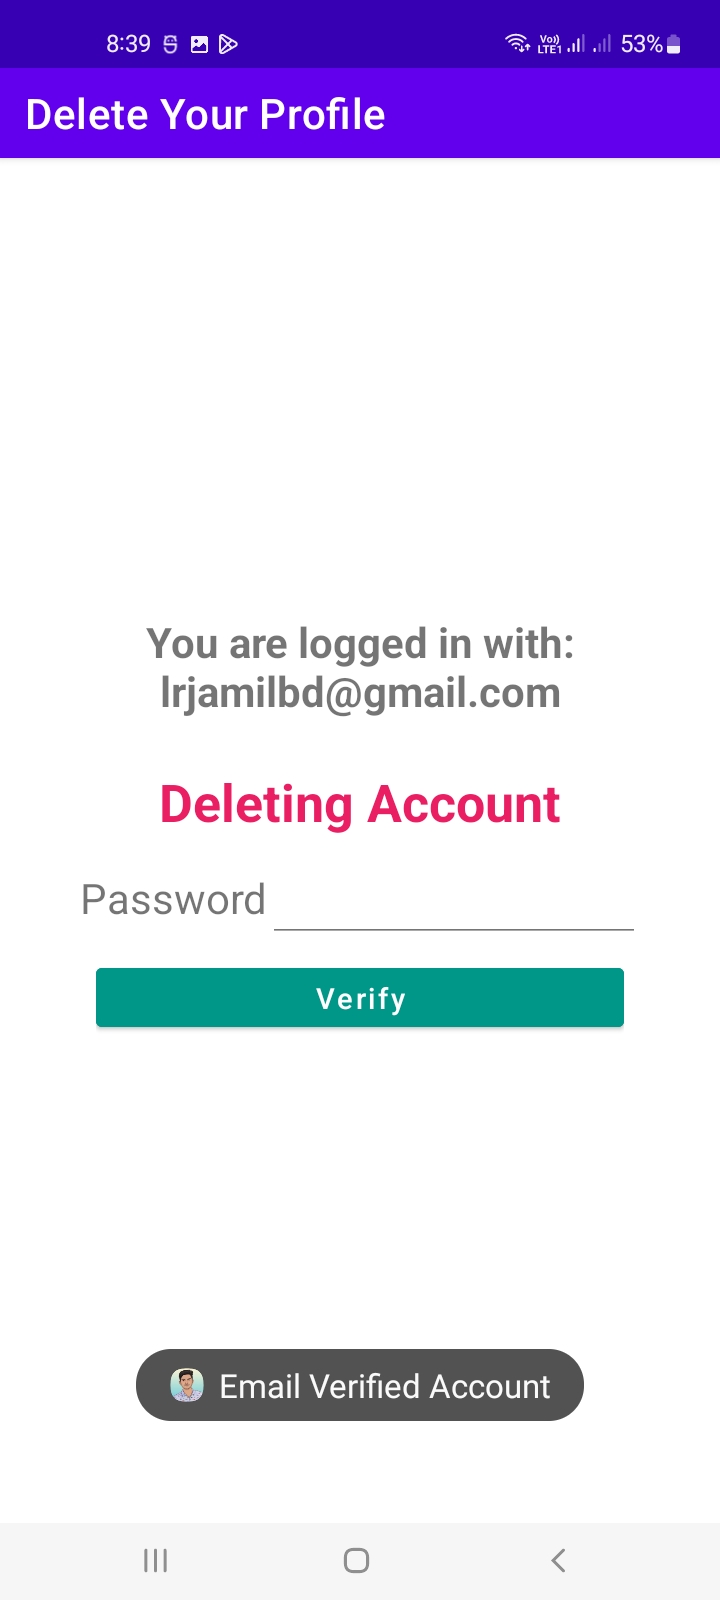 8:39 Vo)) LTE1 53%
Delete Your Profile
You are logged in with:
lrjamilbd@gmail.com
Deleting Account
Password
Verify
Email Verified Account